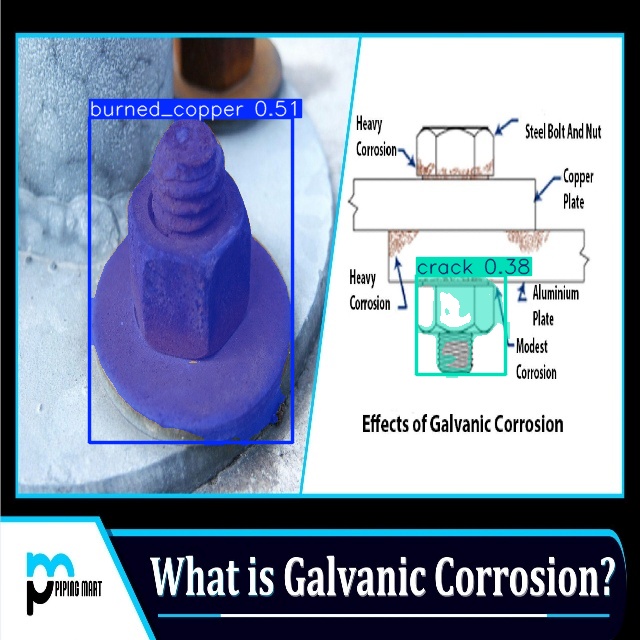 burned_copper 0.51
Heavy
Corrosion
Steel Bolt And Nut
Copper
Plate
crack 0.38
Heavy
Corrosion
Aluminium
Plate
Modest
Corrosion
Effects of Galvanic Corrosion
mp PIPING MART
What is Galvanic Corrosion?